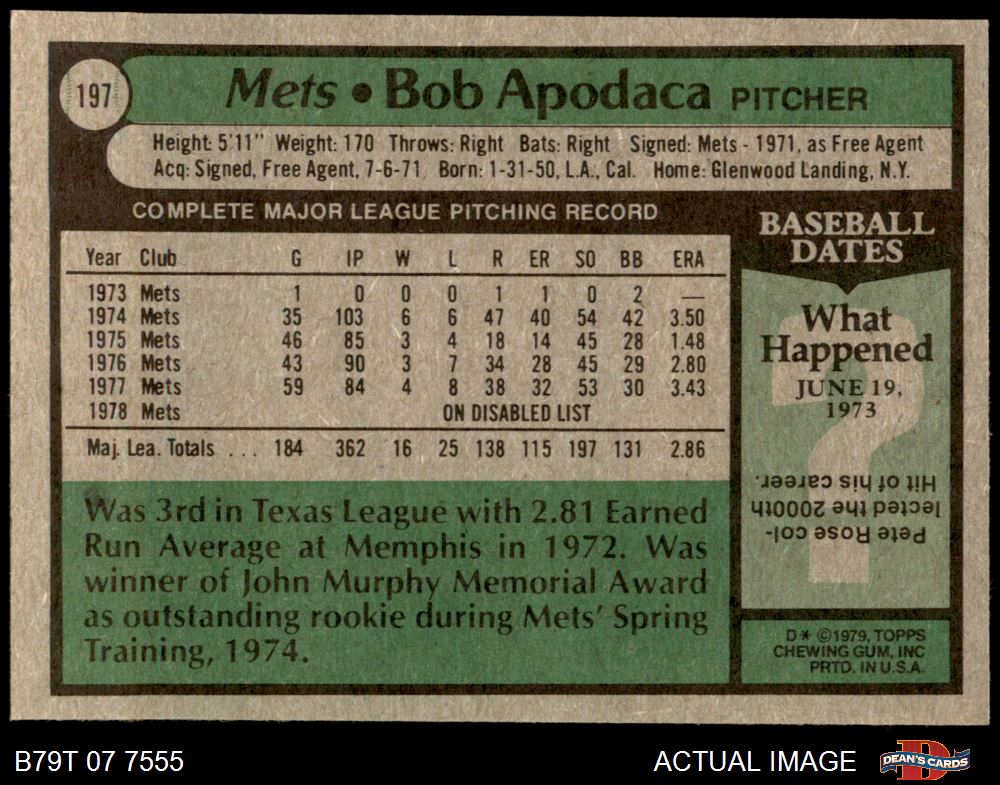 197
Mets • Bob Apodaca PITCHER
Height: 5'11" Weight: 170 Throws: Right Bats: Right Signed: Mets - 1971, as Free Agent
Acq: Signed, Free Agent, 7-6-71 Born: 1-31-50, L.A., Cal. Home: Glenwood Landing, N.Y.
COMPLETE MAJOR LEAGUE PITCHING RECORD
Year Club G IP W L R ER SO BB ERA
1973 Mets 1 0 0 0 1 1 0 2 —
1974 Mets 35 103 6 6 47 40 54 42 3.50
1975 Mets 46 85 3 4 18 14 45 28 1.48
1976 Mets 43 90 3 7 34 28 45 29 2.80
1977 Mets 59 84 4 8 38 32 53 30 3.43
1978 Mets ON DISABLED LIST
Maj. Lea. Totals . . . 184 362 16 25 138 115 197 131 2.86
Was 3rd in Texas League with 2.81 Earned
Run Average at Memphis in 1972. Was
winner of John Murphy Memorial Award
as outstanding rookie during Mets' Spring
Training, 1974.
BASEBALL
DATES
What
Happened
JUNE 19,
1973
?
Pete Rose col-
lected the 2000th
Hit of his career.
D* ©1979, TOPPS
CHEWING GUM, INC
PRTD. IN U.S.A.
B79T 07 7555
ACTUAL IMAGE
D
DEAN'S CARDS